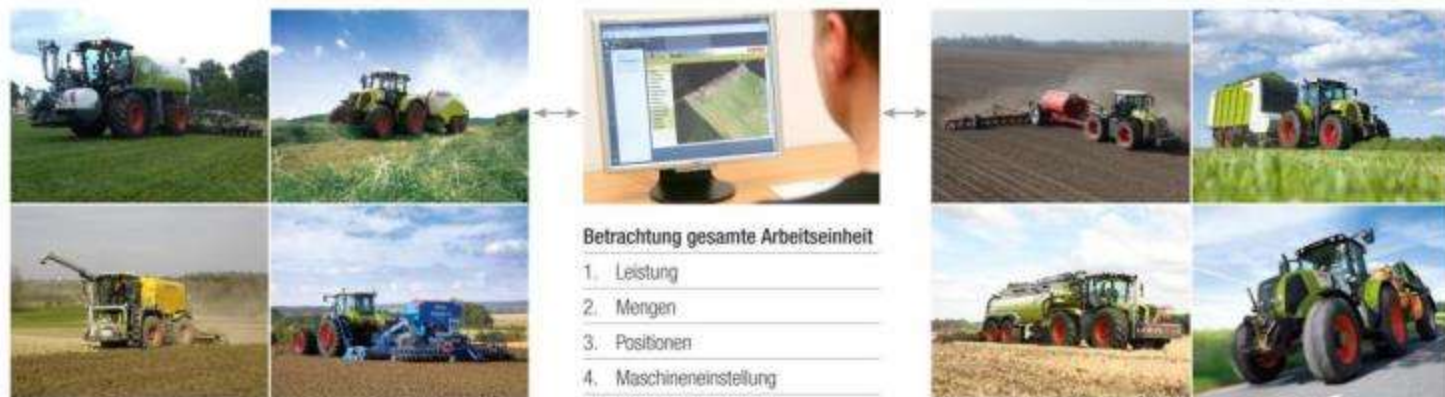 Betrachtung gesamte Arbeitseinheit
1. Leistung
2. Mengen
3. Positionen
4. Maschineneinstellung